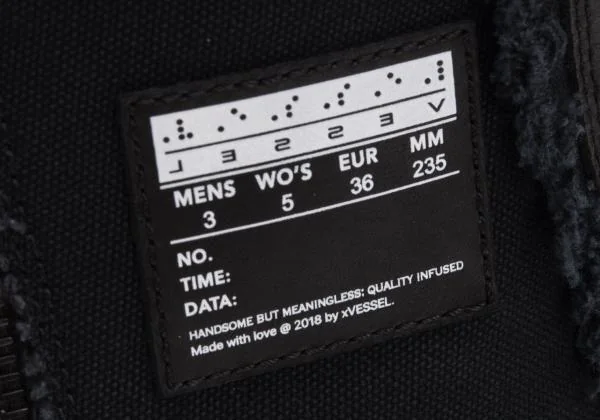 VESSEL
MENS WO'S EUR MM
3 5 36 235
NO.
TIME:
DATA:
HANDSOME BUT MEANINGLESS: QUALITY INFUSED
Made with love @ 2018 by xVESSEL.